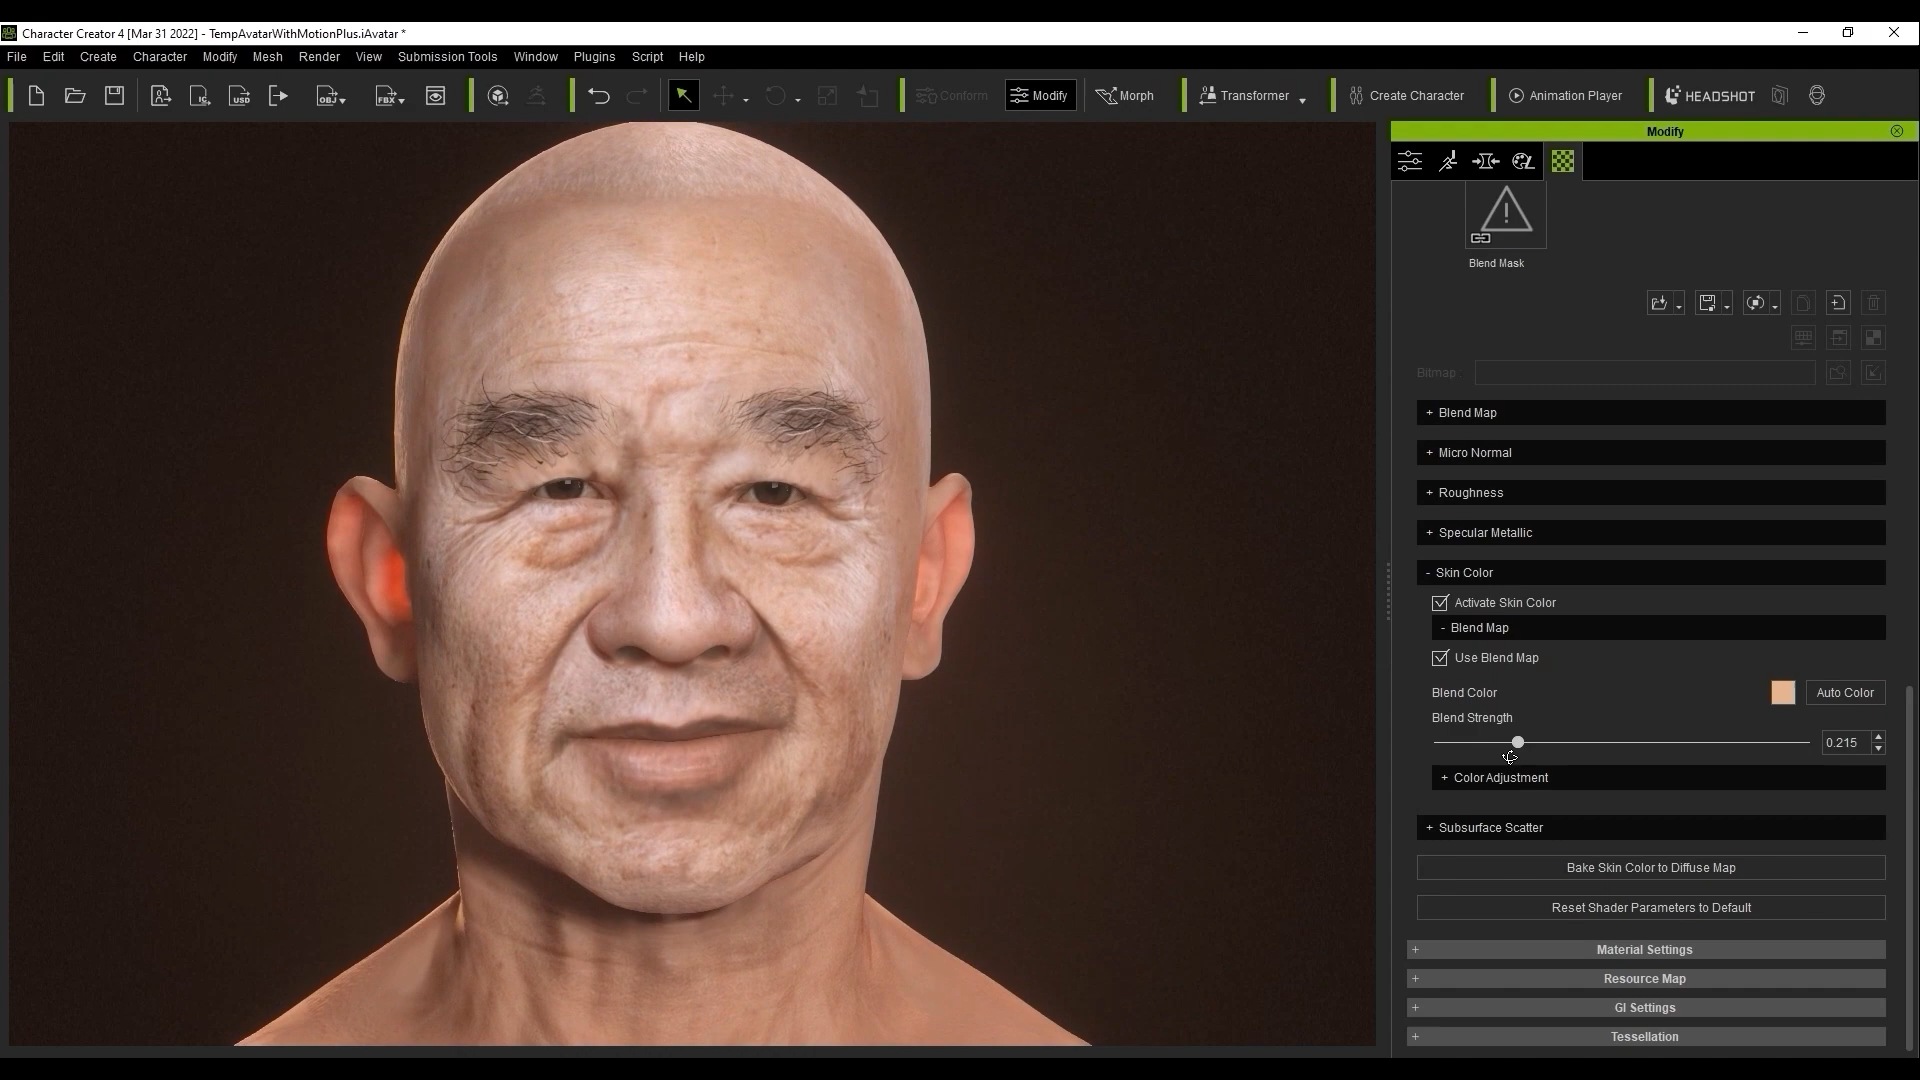 Character Creator 4 [Mar 31 2022] - TempAvatarWithMotionPlus.iAvatar *
File Edit Create Character Modify Mesh Render View Submission Tools Window Plugins Script Help
OBJ FBX iC USD Conform Modify Morph Transformer Create Character Animation Player HEADSHOT
Modify
Blend Mask
Bitmap
+ Blend Map
+ Micro Normal
+ Roughness
+ Specular Metallic
- Skin Color
Activate Skin Color
- Blend Map
Use Blend Map
Blend Color Auto Color
Blend Strength
0.215
+ Color Adjustment
+ Subsurface Scatter
Bake Skin Color to Diffuse Map
Reset Shader Parameters to Default
+ Material Settings
+ Resource Map
+ GI Settings
+ Tessellation